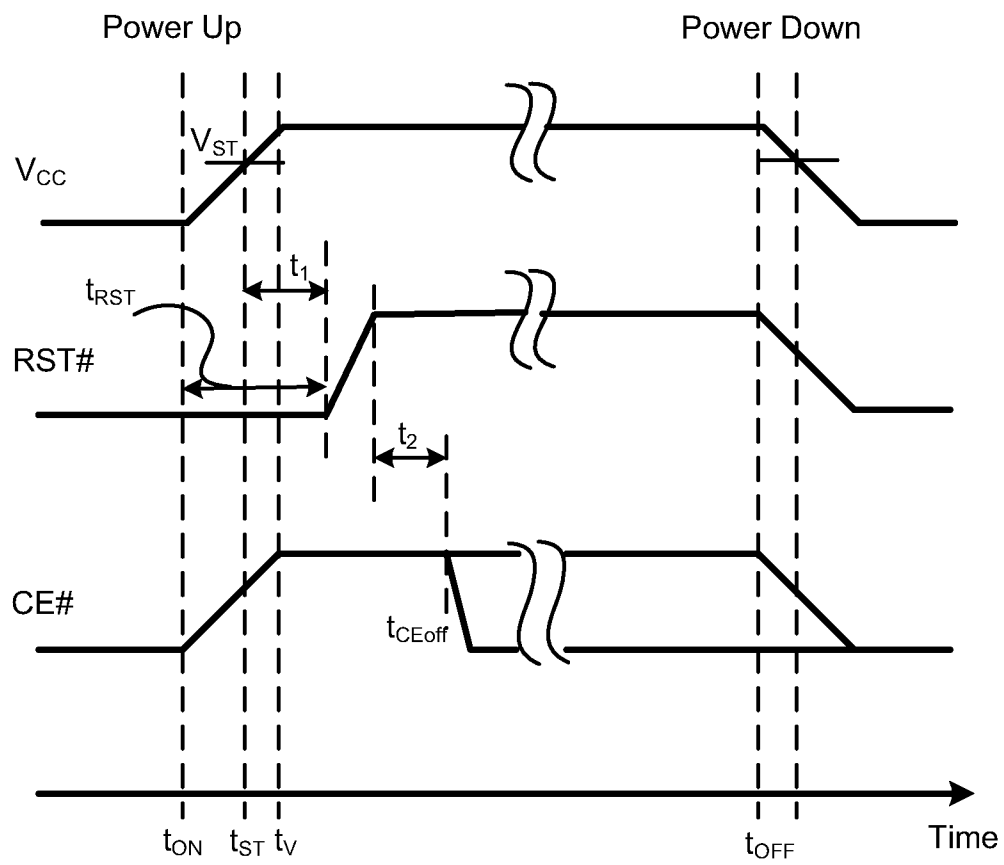 Power Up
Power Down
VST
VCC
t1
tRST
RST#
t2
CE#
tCEoff
tON
tST
tV
tOFF
Time